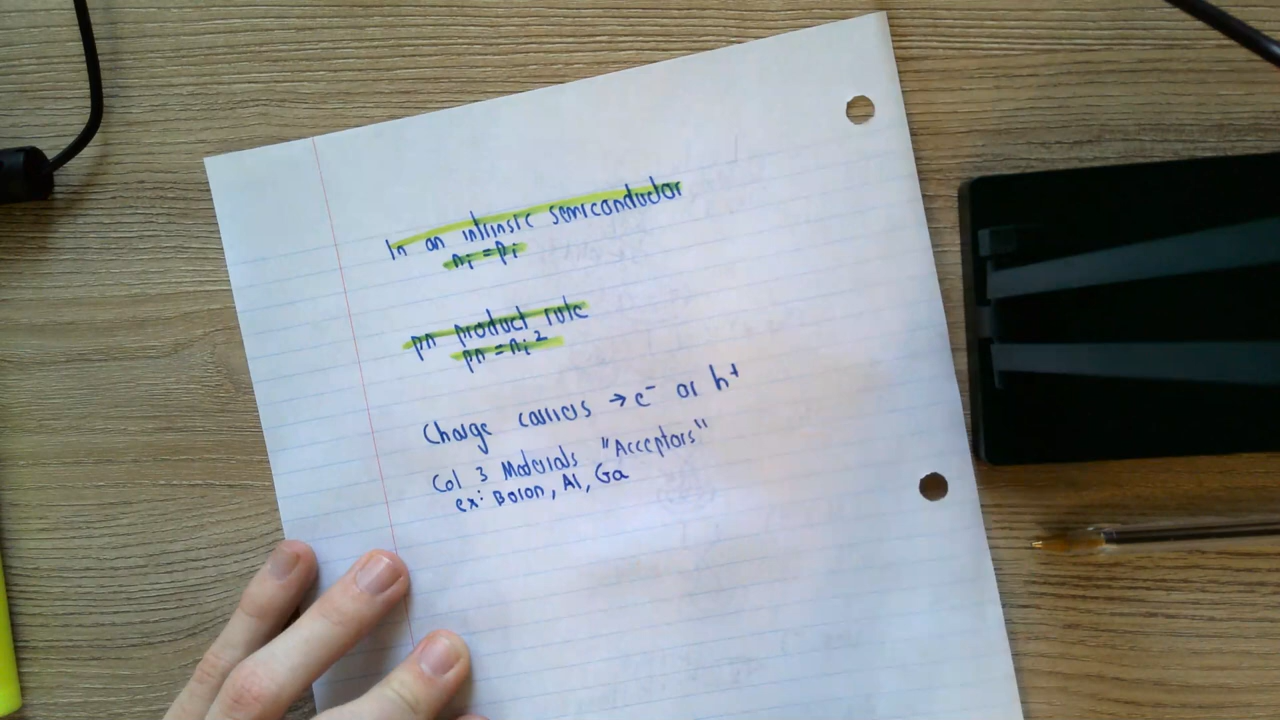 In an intrinsic semiconductor
nᵢ = pᵢ
pn product rule
pn = nᵢ²
Charge carriers → e⁻ or h⁺
Col 3 Materials "Acceptors"
ex: Boron, Al, Ga